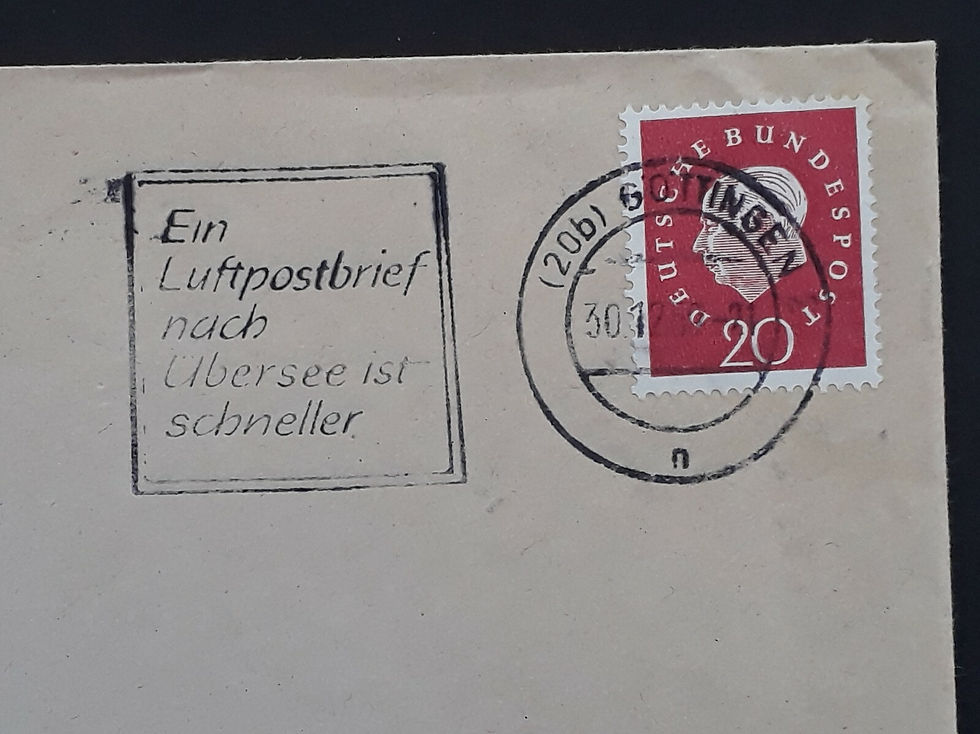 Ein
Luftpostbrief
nach
Übersee ist
schneller
(20b) GÖTTINGEN
n
DEUTSCHE BUNDESPOST
20